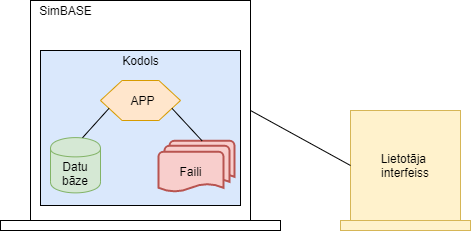 SimBASE
Kodols
APP
Datu
bāze
Faili
Lietotāja
interfeiss